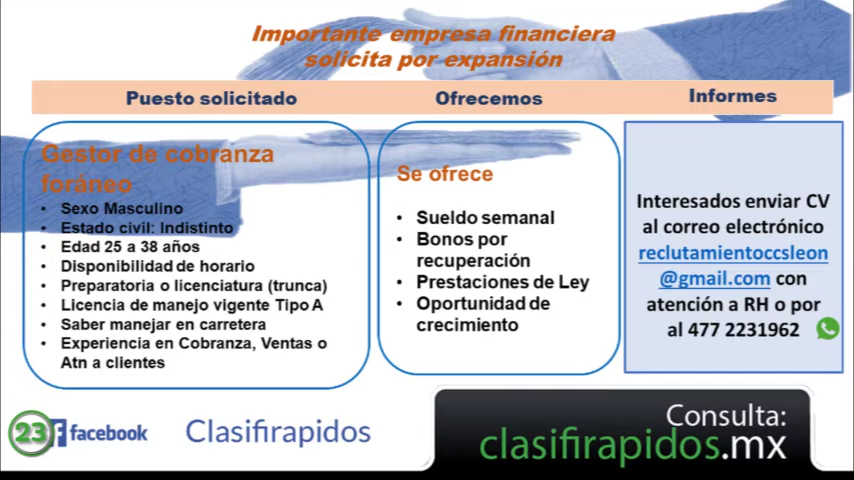 Importante empresa financiera
solicita por expansión
Puesto solicitado
Ofrecemos
Informes
Gestor de cobranza
foráneo
• Sexo Masculino
• Estado civil: Indistinto
• Edad 25 a 38 años
• Disponibilidad de horario
• Preparatoria o licenciatura (trunca)
• Licencia de manejo vigente Tipo A
• Saber manejar en carretera
• Experiencia en Cobranza, Ventas o
Atn a clientes
Se ofrece
• Sueldo semanal
• Bonos por
recuperación
• Prestaciones de Ley
• Oportunidad de
crecimiento
Interesados enviar CV
al correo electrónico
reclutamientoccsleon
@gmail.com con
atención a RH o por
al 477 2231962
23 f facebook
Clasifirapidos
Consulta:
clasifirapidos.mx